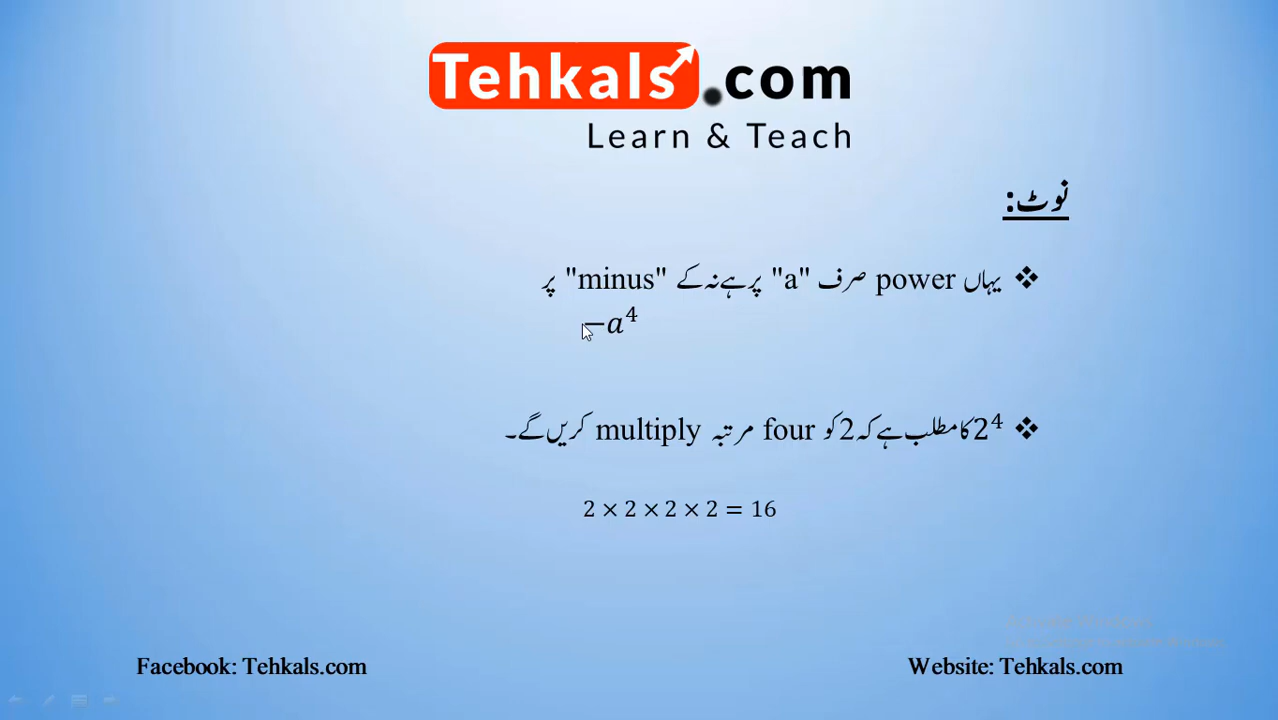 Tehkals.com
Learn & Teach
نوٹ:
❖ یہاں power صرف "a" پر ہے نہ کے "minus" پر
−a⁴
❖ 2⁴ کا مطلب ہے کہ 2 کو four مرتبہ multiply کریں گے۔
2 × 2 × 2 × 2 = 16
Facebook: Tehkals.com
Website: Tehkals.com